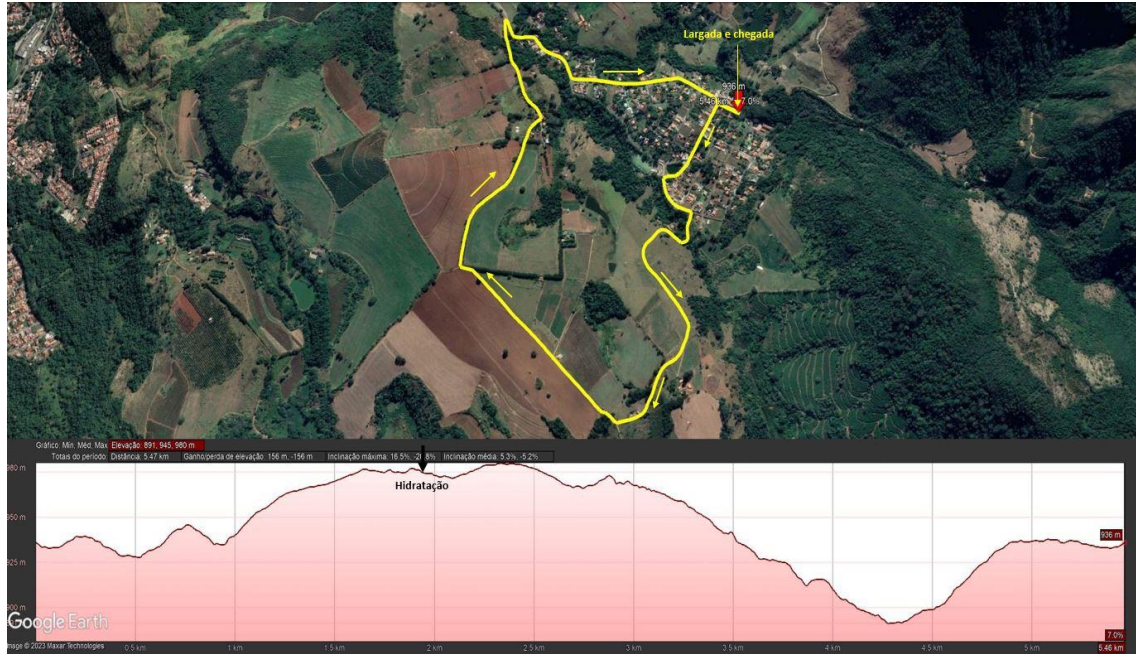 Largada e chegada
936 m
5.46 km 7.0%
Gráfico: Mín, Méd, Máx Elevação: 891, 945, 980 m
Totais do período: Distância: 5.47 km Ganho/perda de elevação: 156 m, -156 m Inclinação máxima: 16.5%, Inclinação média: 5.3%, -5.2%
980 m
Hidratação
950 m
936 m
925 m
900 m
Google Earth
7.0%
Image © 2023 Maxar Technologies
0.5 km 1 km 1.5 km 2 km 2.5 km 3 km 3.5 km 4 km 4.5 km 5 km 5.46 km